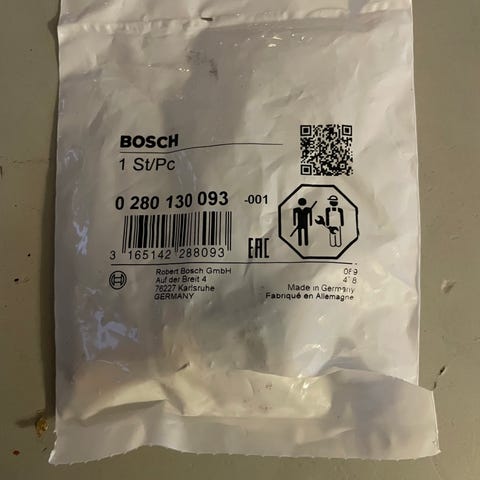 BOSCH
1 St/Pc
0 280 130 093 -001
3 165142 288093
EAC
Robert Bosch GmbH
Auf der Breit 4
76227 Karlsruhe
GERMANY
Made in Germany
Fabriqué en Allemagne